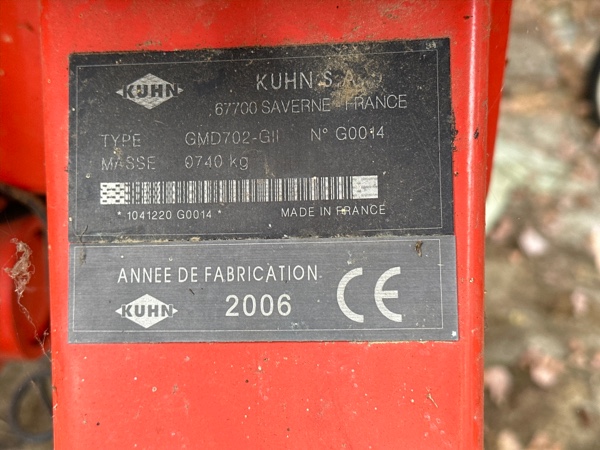 KUHN
KUHN S.A.
67700 SAVERNE - FRANCE
TYPE GMD702-GII N° G0014
MASSE 0740 kg
* 1041220 G0014 *
MADE IN FRANCE
ANNEE DE FABRICATION
KUHN
2006
CE